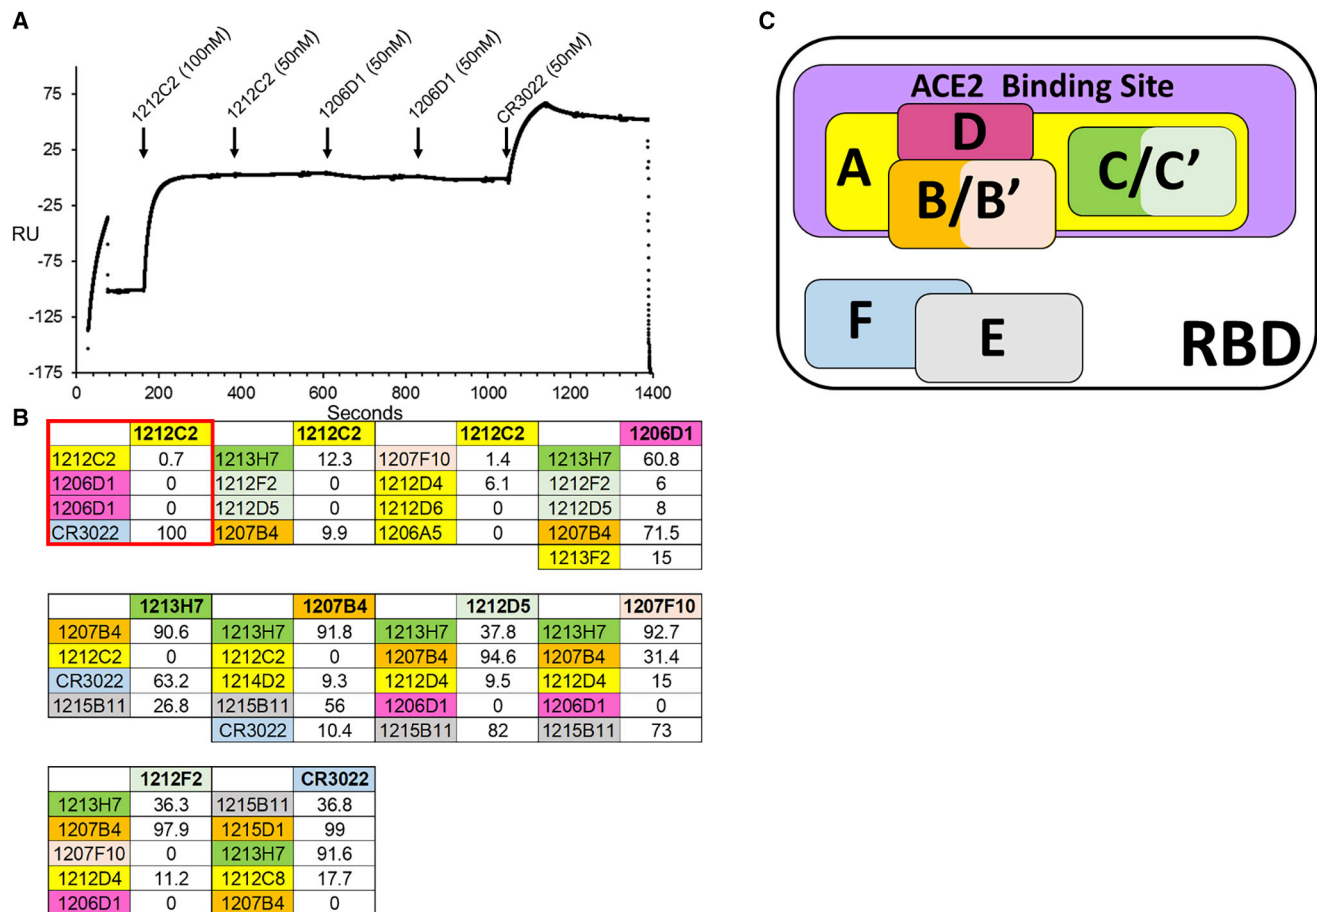 A
1212C2 (100nM)
1212C2 (50nM)
1206D1 (50nM)
1206D1 (50nM)
CR3022 (50nM)
75
25
-25
RU
-75
-125
-175
0 200 400 600 800 1000 1200 1400
Seconds
C
ACE2 Binding Site
D
A
B/B’
C/C’
F
E
RBD
B
1212C2 1212C2 1212C2 1206D1
1212C2 0.7 1213H7 12.3 1207F10 1.4 1213H7 60.8
1206D1 0 1212F2 0 1212D4 6.1 1212F2 6
1206D1 0 1212D5 0 1212D6 0 1212D5 8
CR3022 100 1207B4 9.9 1206A5 0 1207B4 71.5
1213F2 15
1213H7 1207B4 1212D5 1207F10
1207B4 90.6 1213H7 91.8 1213H7 37.8 1213H7 92.7
1212C2 0 1212C2 0 1207B4 94.6 1207B4 31.4
CR3022 63.2 1214D2 9.3 1212D4 9.5 1212D4 15
1215B11 26.8 1215B11 56 1206D1 0 1206D1 0
CR3022 10.4 1215B11 82 1215B11 73
1212F2 CR3022
1213H7 36.3 1215B11 36.8
1207B4 97.9 1215D1 99
1207F10 0 1213H7 91.6
1212D4 11.2 1212C8 17.7
1206D1 0 1207B4 0